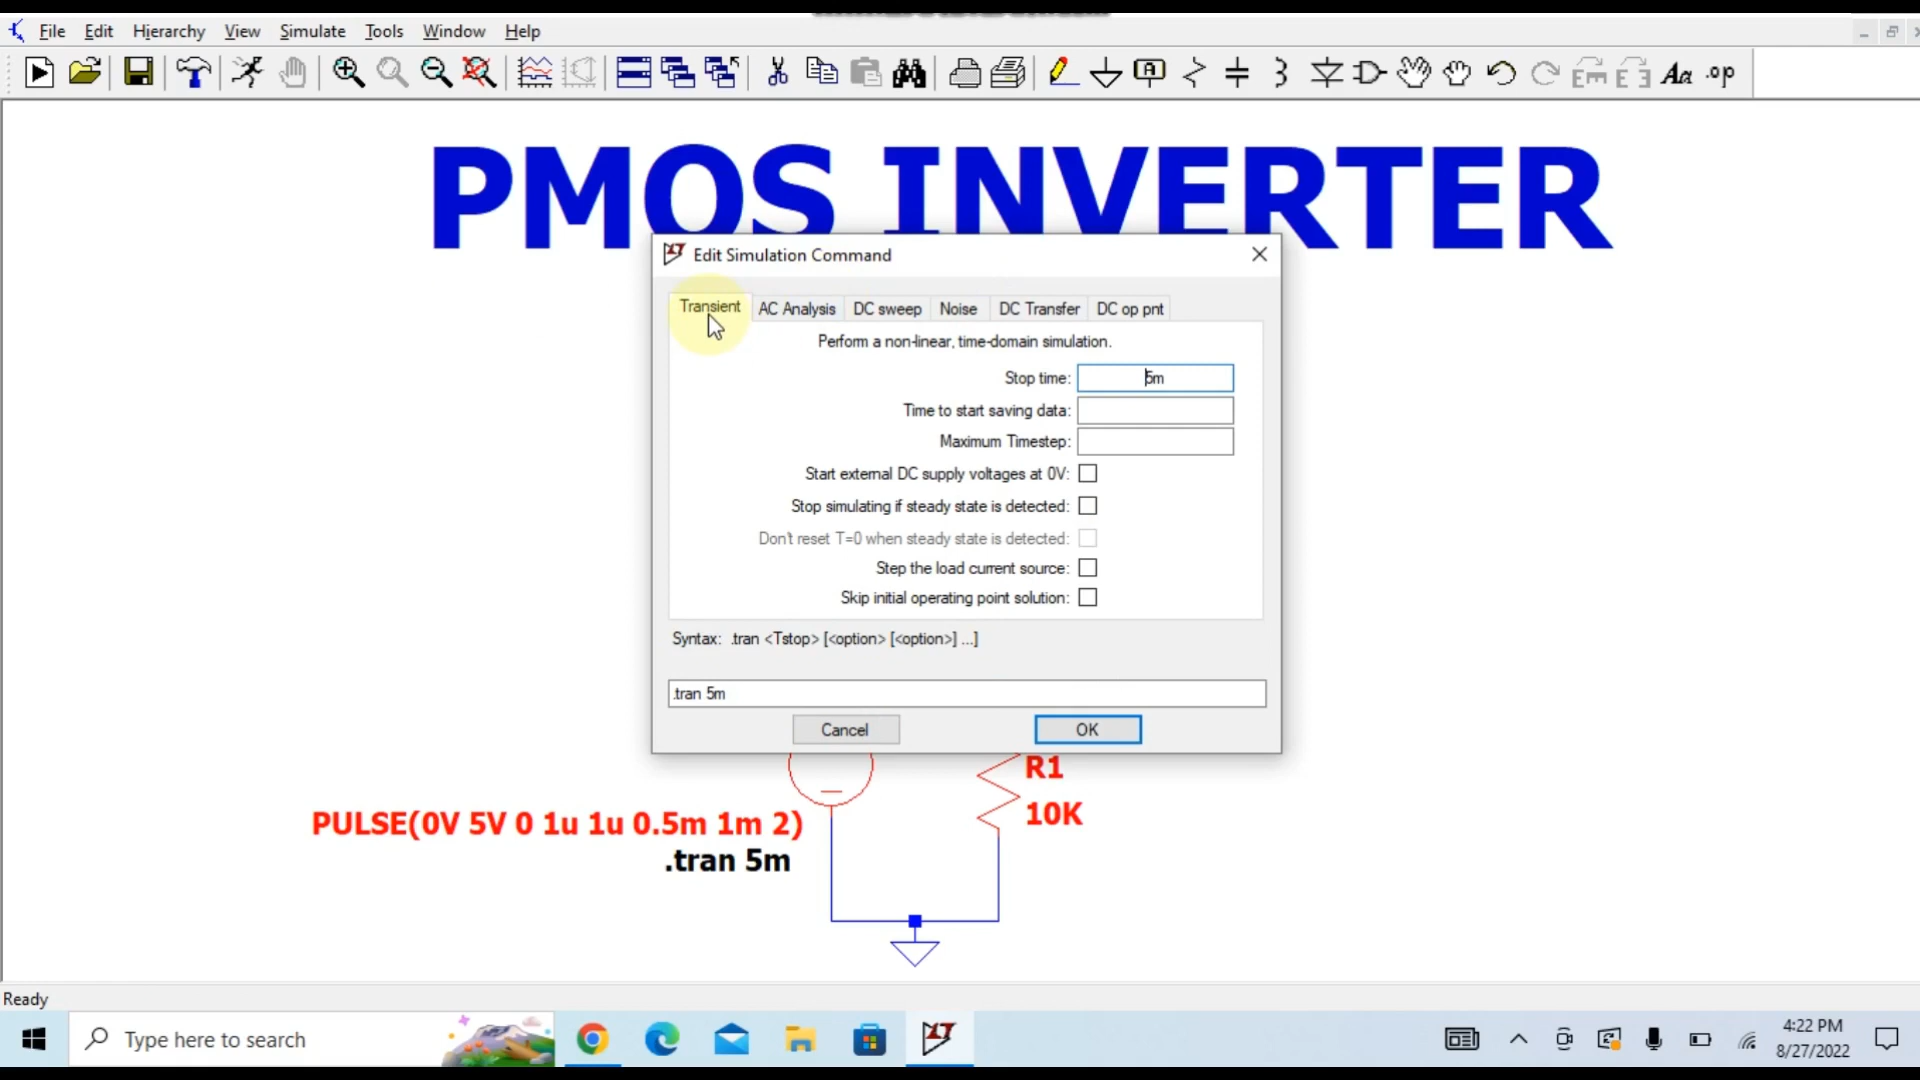 File Edit Hierarchy View Simulate Tools Window Help
A Aa .op
PMOS INVERTER
Edit Simulation Command
Transient AC Analysis DC sweep Noise DC Transfer DC op pnt
Perform a non-linear, time-domain simulation.
Stop time: 5m
Time to start saving data:
Maximum Timestep:
Start external DC supply voltages at 0V:
Stop simulating if steady state is detected:
Don't reset T=0 when steady state is detected:
Step the load current source:
Skip initial operating point solution:
Syntax: .tran <Tstop> [<option> [<option>] ...]
.tran 5m
Cancel OK
R1
10K
PULSE(0V 5V 0 1u 1u 0.5m 1m 2)
.tran 5m
Ready
Type here to search
4:22 PM
8/27/2022